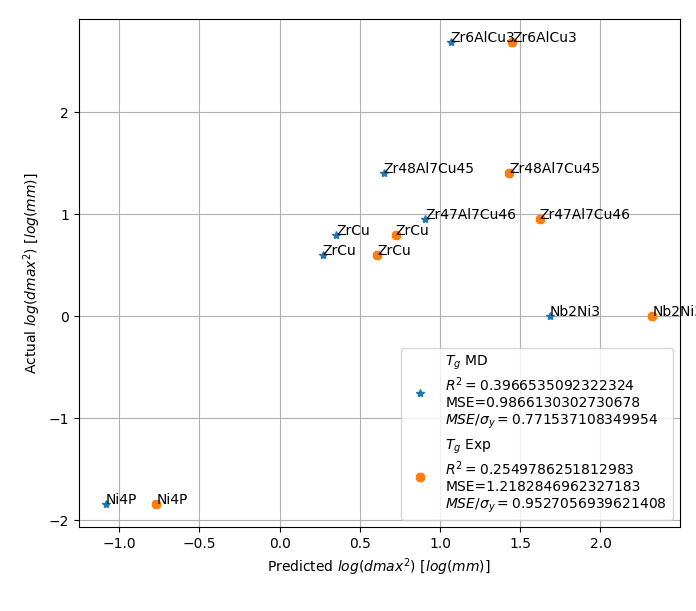 Zr6AlCu3
Zr6AlCu3
Zr48Al7Cu45
Zr48Al7Cu45
Zr47Al7Cu46
Zr47Al7Cu46
ZrCu
ZrCu
ZrCu
ZrCu
Nb2Ni3
Ni4P
Ni4P
2
1
0
−1
−2
−1.0
−0.5
0.0
0.5
1.0
1.5
2.0
Actual log(dmax²) [log(mm)]
Predicted log(dmax²) [log(mm)]
T_g MD
R² = 0.3966535092322324
MSE=0.9866130302730678
MSE/σ_y = 0.771537108349954
T_g Exp
R² = 0.2549786251812983
MSE=1.2182846962327183
MSE/σ_y = 0.9527056939621408